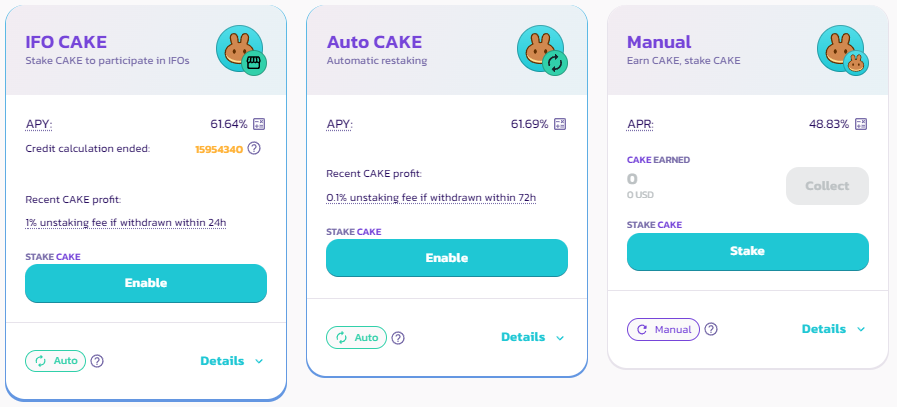 IFO CAKE
Stake CAKE to participate in IFOs
APY:
61.64%
Credit calculation ended:
15954340
Recent CAKE profit:
1% unstaking fee if withdrawn within 24h
STAKE CAKE
Enable
Auto
Details
Auto CAKE
Automatic restaking
APY:
61.69%
Recent CAKE profit:
0.1% unstaking fee if withdrawn within 72h
STAKE CAKE
Enable
Auto
Details
Manual
Earn CAKE, stake CAKE
APR:
48.83%
CAKE EARNED
0
0 USD
Collect
STAKE CAKE
Stake
Manual
Details